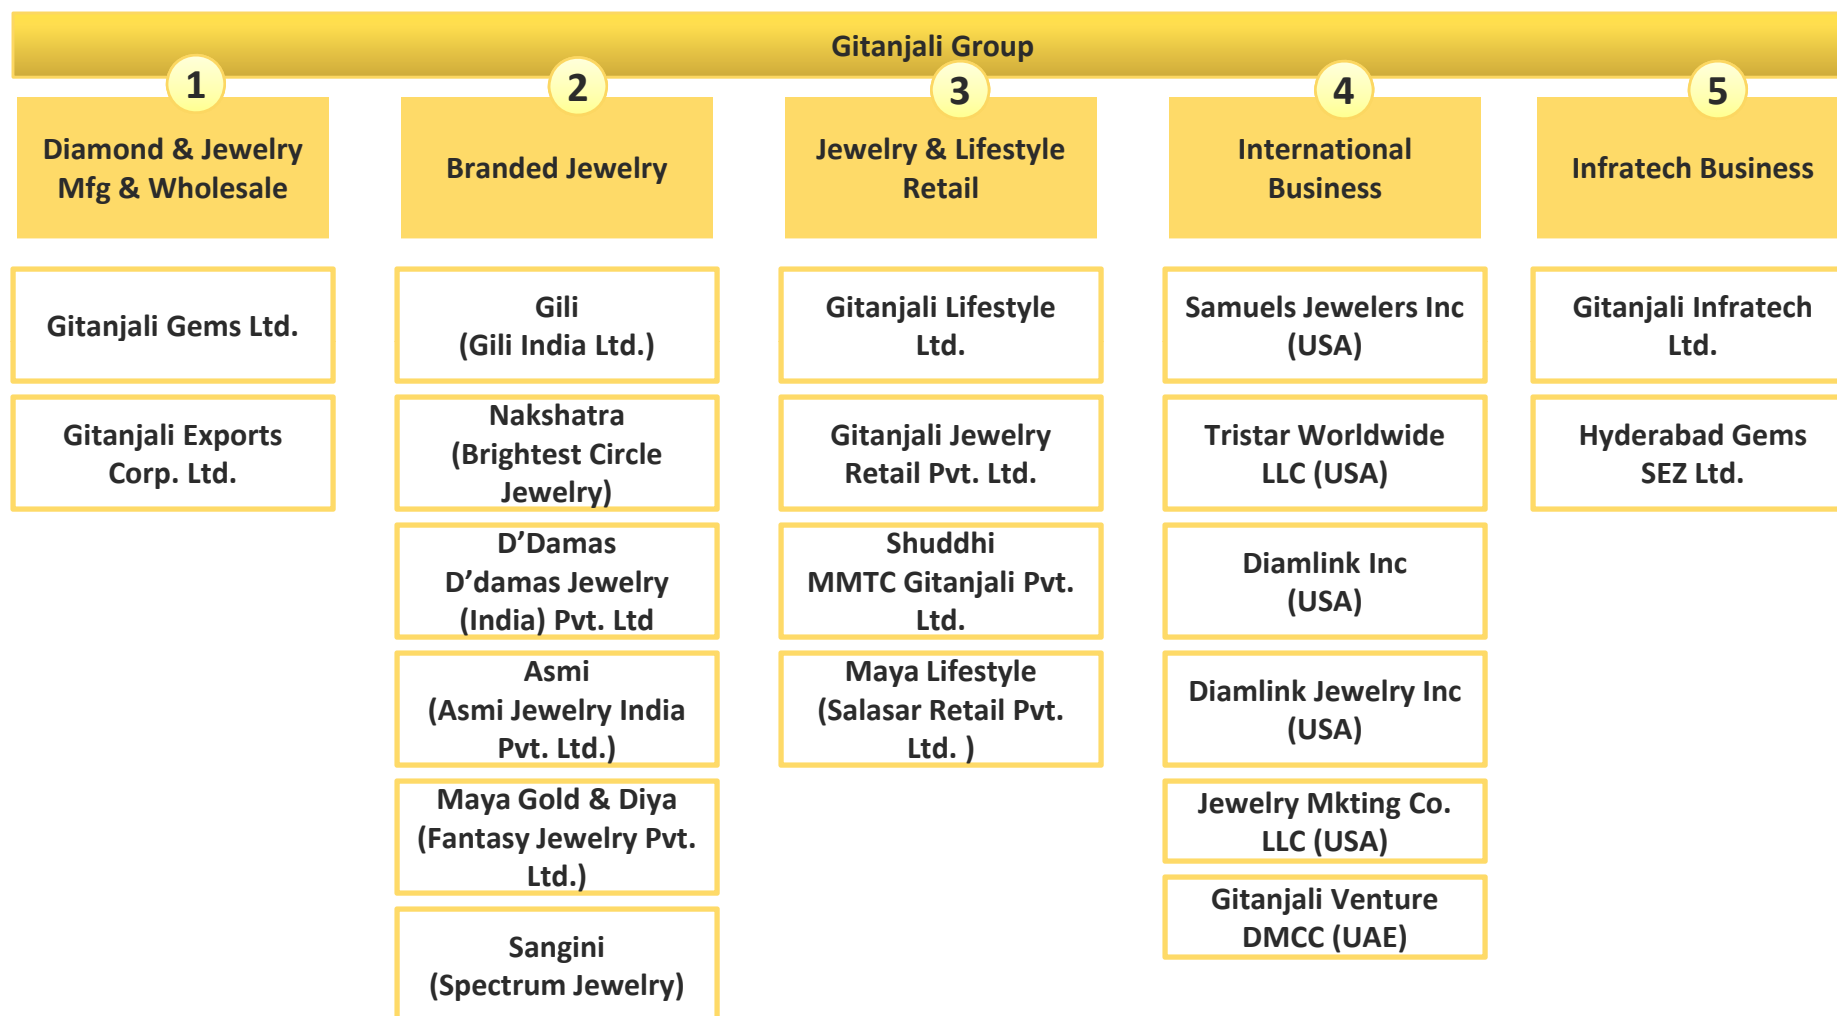 Gitanjali Group
1
Diamond & Jewelry
Mfg & Wholesale
Gitanjali Gems Ltd.
Gitanjali Exports
Corp. Ltd.
2
Branded Jewelry
Gili
(Gili India Ltd.)
Nakshatra
(Brightest Circle
Jewelry)
D’Damas
D’damas Jewelry
(India) Pvt. Ltd
Asmi
(Asmi Jewelry India
Pvt. Ltd.)
Maya Gold & Diya
(Fantasy Jewelry Pvt.
Ltd.)
Sangini
(Spectrum Jewelry)
3
Jewelry & Lifestyle
Retail
Gitanjali Lifestyle
Ltd.
Gitanjali Jewelry
Retail Pvt. Ltd.
Shuddhi
MMTC Gitanjali Pvt.
Ltd.
Maya Lifestyle
(Salasar Retail Pvt.
Ltd. )
4
International
Business
Samuels Jewelers Inc
(USA)
Tristar Worldwide
LLC (USA)
Diamlink Inc
(USA)
Diamlink Jewelry Inc
(USA)
Jewelry Mkting Co.
LLC (USA)
Gitanjali Venture
DMCC (UAE)
5
Infratech Business
Gitanjali Infratech
Ltd.
Hyderabad Gems
SEZ Ltd.